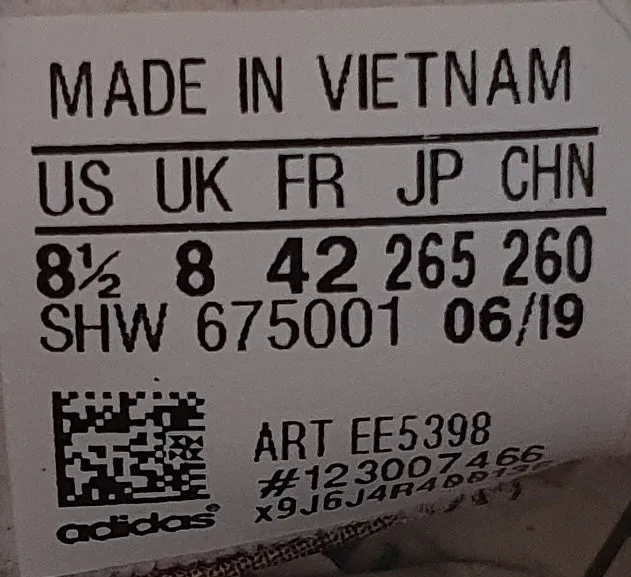 MADE IN VIETNAM
US UK FR JP CHN
8½ 8 42 265 260
SHW 675001 06/19
ART EE5398
#123007466
adidas